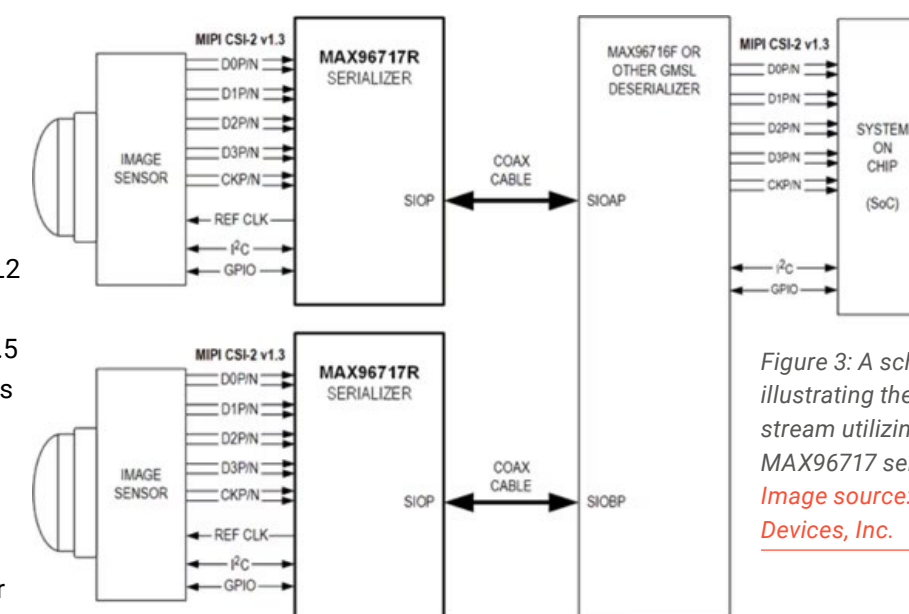 MIPI CSI-2 v1.3
D0P/N
D1P/N
D2P/N
D3P/N
CKP/N
REF CLK
I²C
GPIO
IMAGE
SENSOR
MAX96717R
SERIALIZER
SIOP
COAX
CABLE
MAX96716F OR
OTHER GMSL
DESERIALIZER
SIOAP
MIPI CSI-2 v1.3
D0P/N
D1P/N
D2P/N
D3P/N
CKP/N
I²C
GPIO
SYSTEM
ON
CHIP
(SoC)
L2
.5
s
r
MIPI CSI-2 v1.3
D0P/N
D1P/N
D2P/N
D3P/N
CKP/N
REF CLK
I²C
GPIO
IMAGE
SENSOR
MAX96717R
SERIALIZER
SIOP
COAX
CABLE
SIOBP
Figure 3: A sc
illustrating the
stream utilizin
MAX96717 se
Image source:
Devices, Inc.